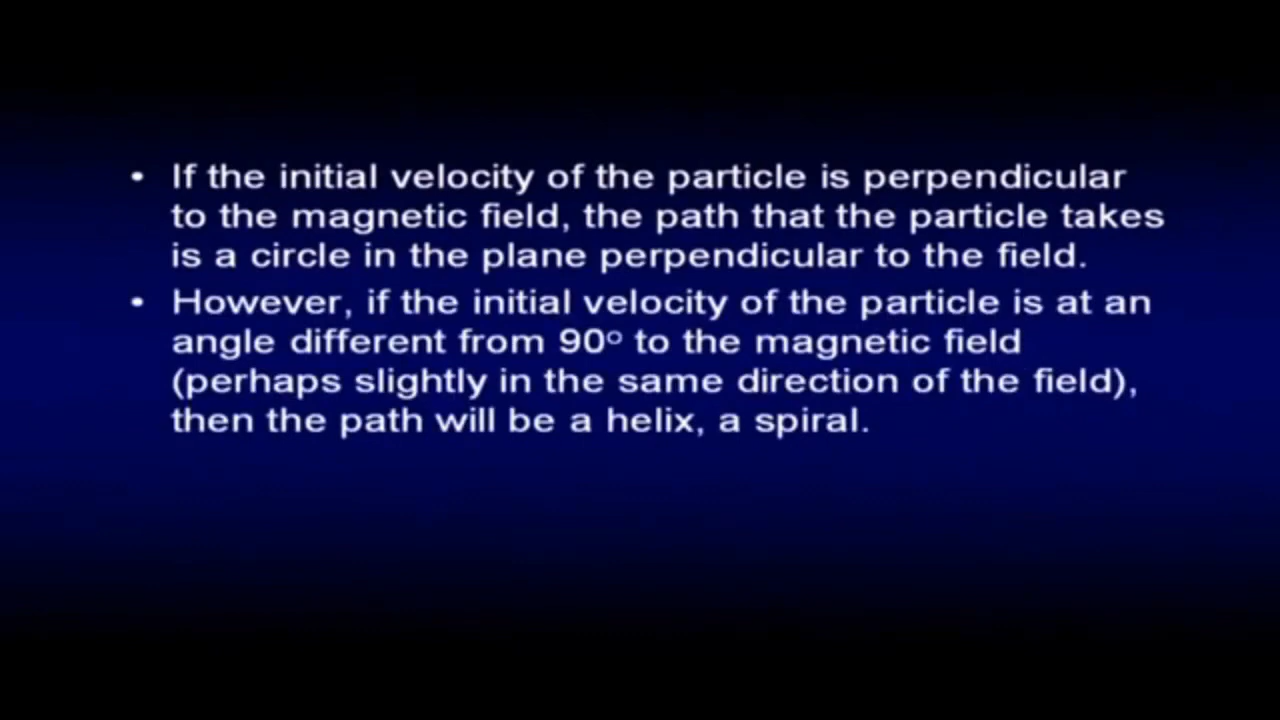 • If the initial velocity of the particle is perpendicular
to the magnetic field, the path that the particle takes
is a circle in the plane perpendicular to the field.
• However, if the initial velocity of the particle is at an
angle different from 90º to the magnetic field
(perhaps slightly in the same direction of the field),
then the path will be a helix, a spiral.